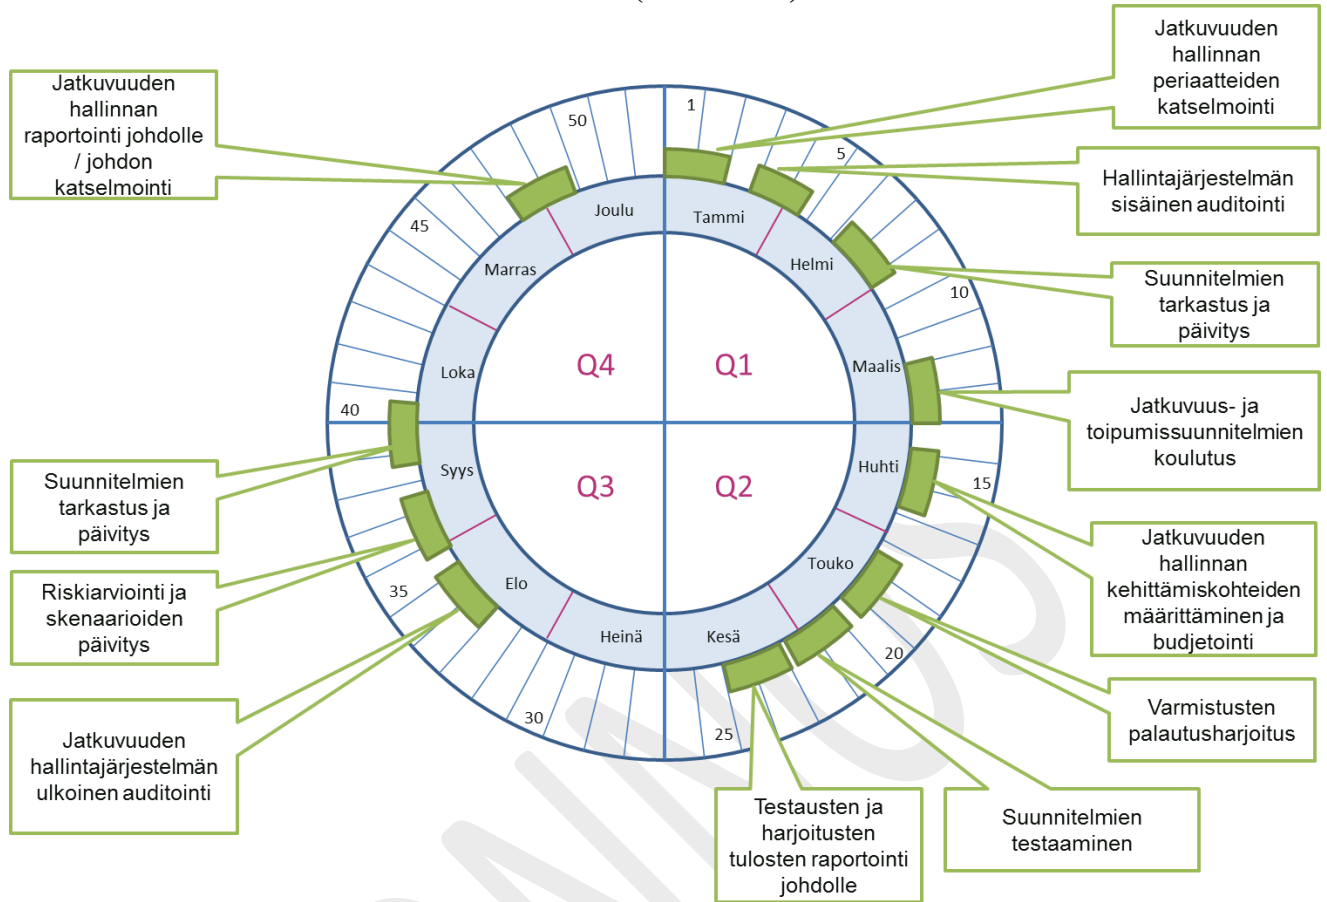 Jatkuvuuden
hallinnan
periaatteiden
katselmointi
Hallintajärjestelmän
sisäinen auditointi
Suunnitelmien
tarkastus ja
päivitys
Jatkuvuus- ja
toipumissuunnitelmien
koulutus
Jatkuvuuden
hallinnan
kehittämiskohteiden
määrittäminen ja
budjetointi
Varmistusten
palautusharjoitus
Suunnitelmien
testaaminen
Testausten ja
harjoitusten
tulosten raportointi
johdolle
Jatkuvuuden
hallintajärjestelmän
ulkoinen auditointi
Riskiarviointi ja
skenaarioiden
päivitys
Suunnitelmien
tarkastus ja
päivitys
Jatkuvuuden
hallinnan
raportointi johdolle
/ johdon
katselmointi
1
5
10
15
20
25
30
35
40
45
50
Tammi
Helmi
Maalis
Huhti
Touko
Kesä
Heinä
Elo
Syys
Loka
Marras
Joulu
Q1
Q2
Q3
Q4